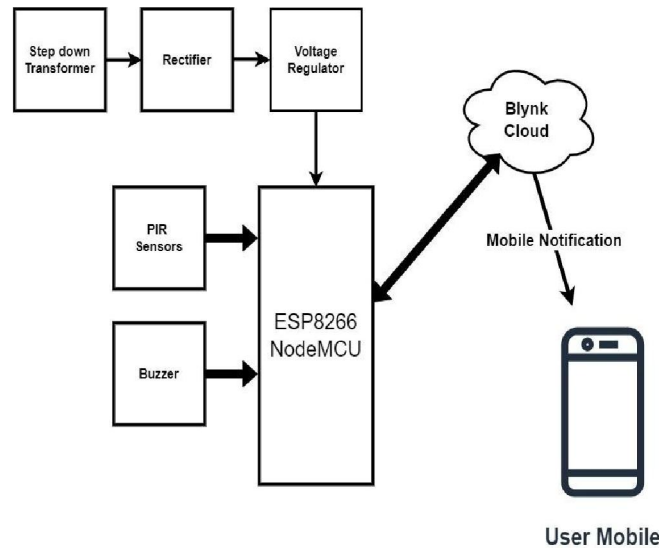 Step down
Transformer
Rectifier
Voltage
Regulator
Blynk
Cloud
PIR
Sensors
Mobile Notification
ESP8266
NodeMCU
Buzzer
User Mobile